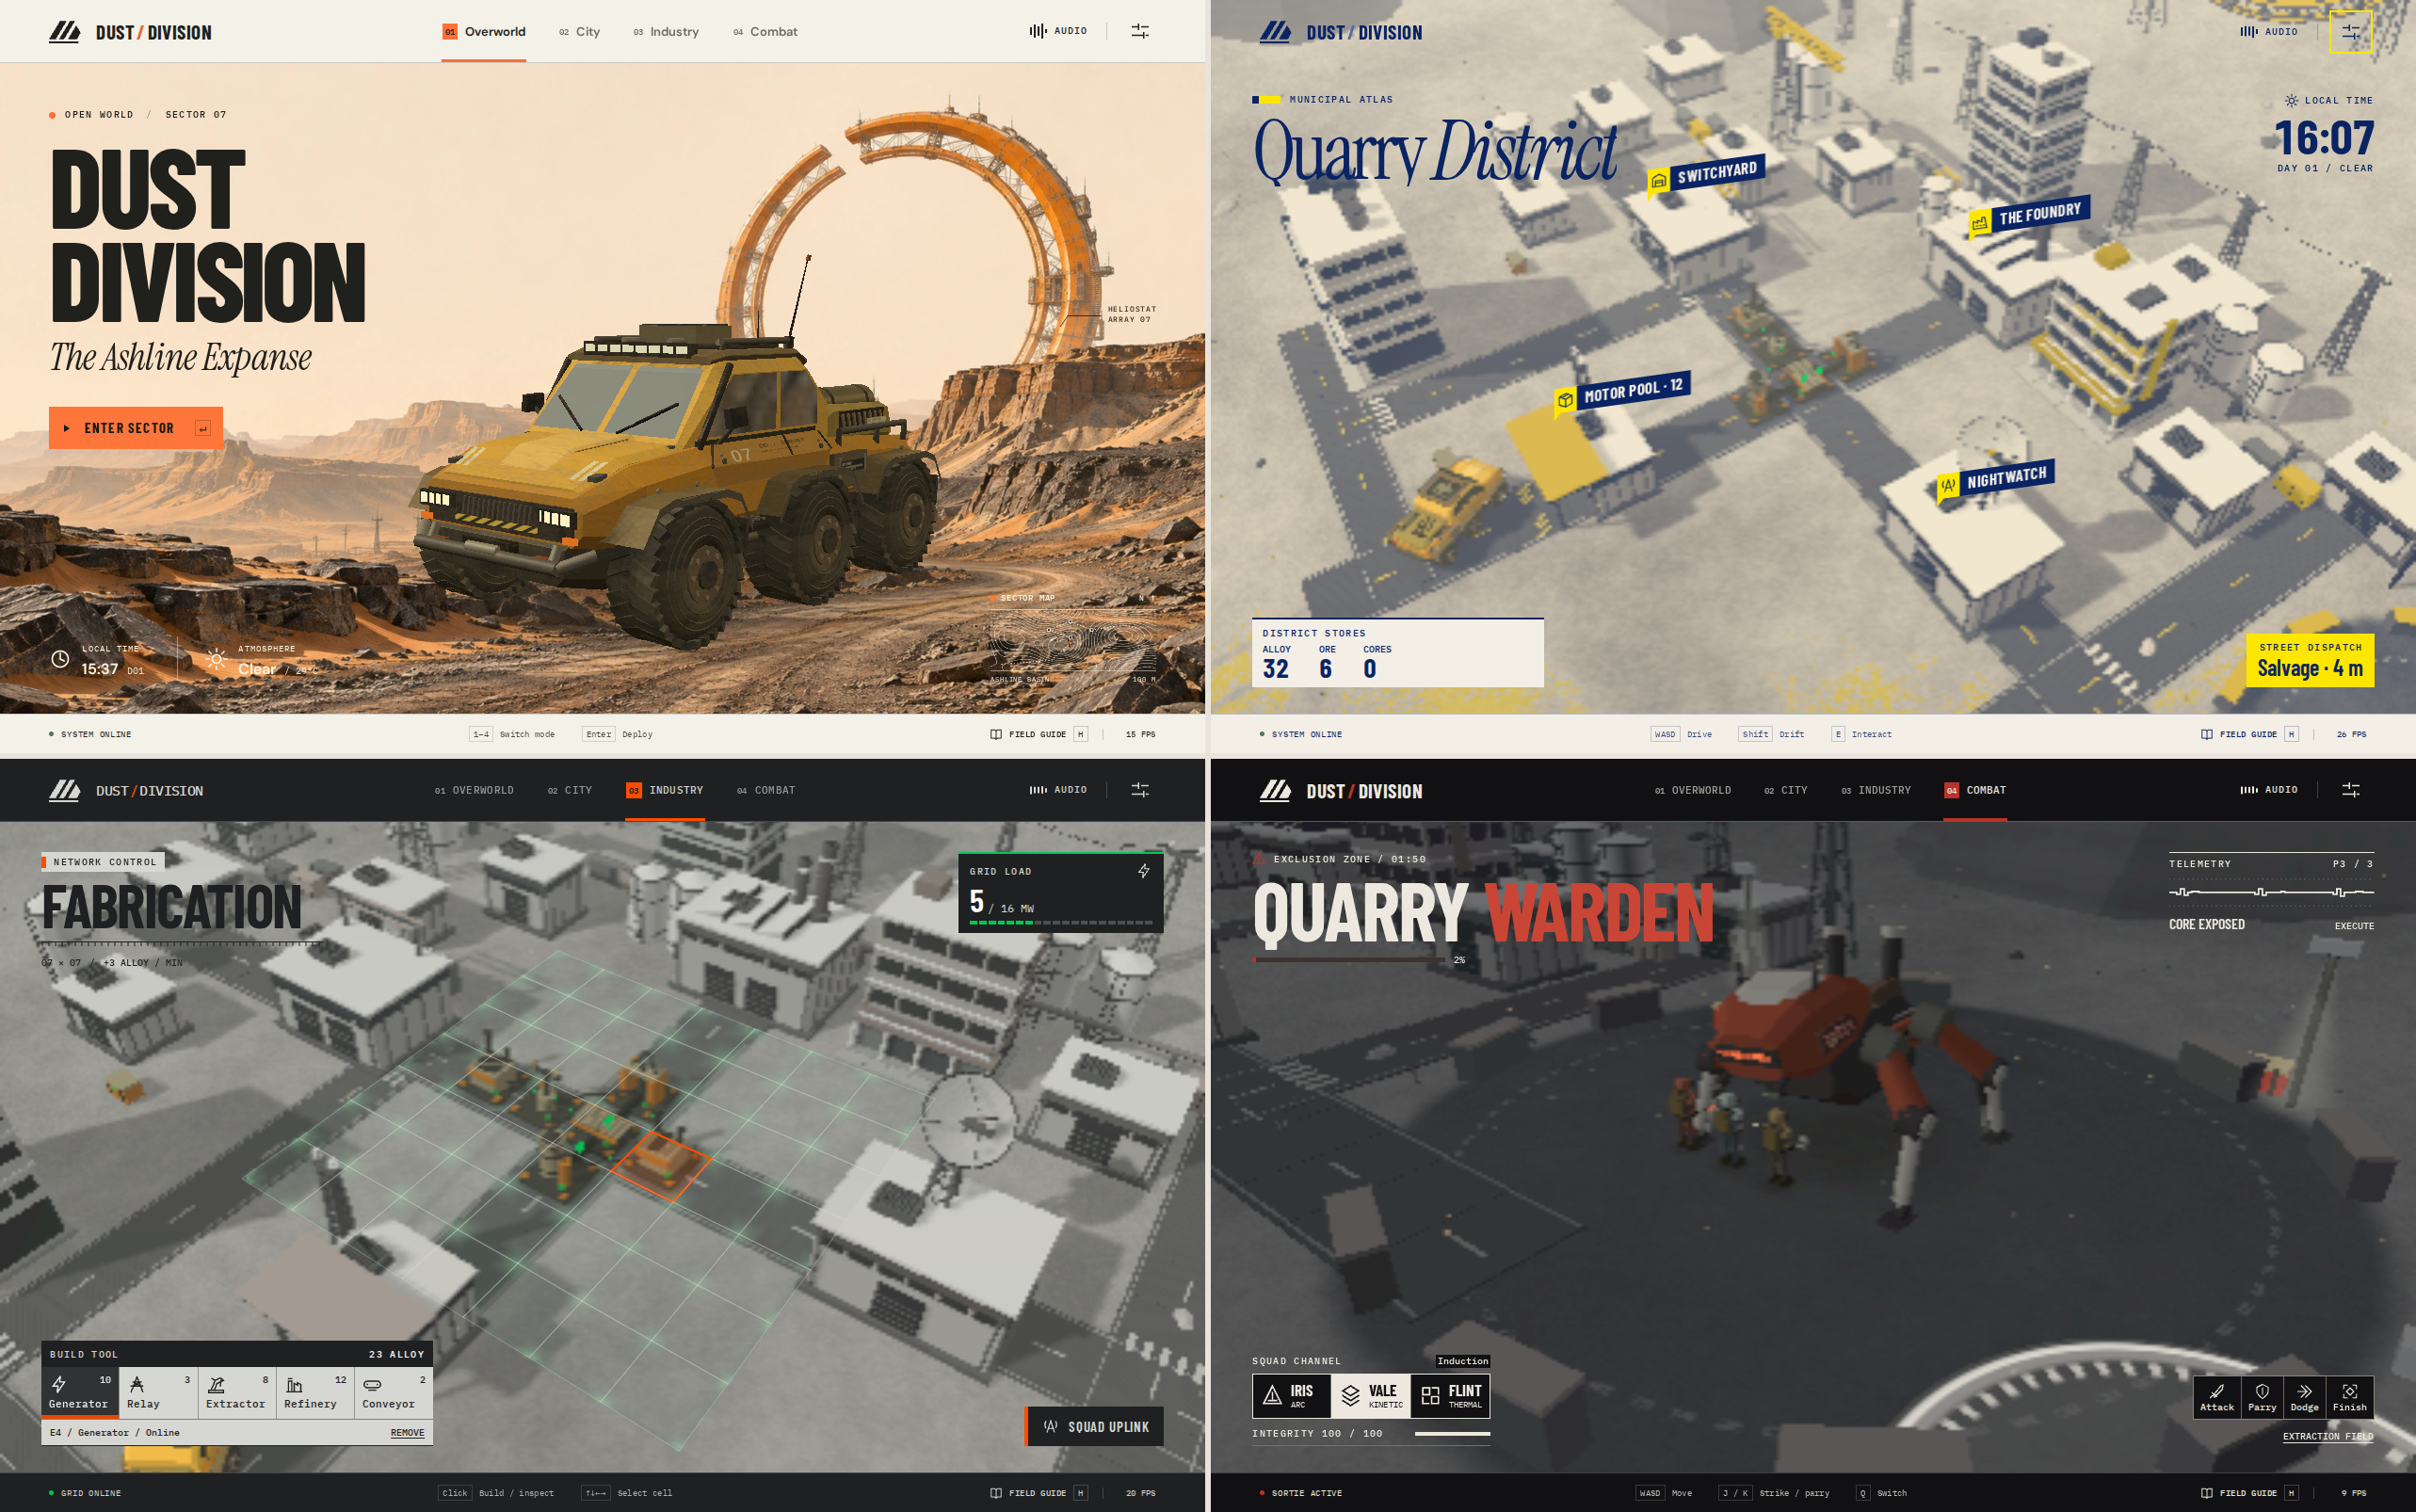 DUST/DIVISION
01 Overworld
02 City
03 Industry
04 Combat
AUDIO
OPEN WORLD / SECTOR 07
DUST
DIVISION
The Ashline Expanse
ENTER SECTOR
HELIOSTAT
ARRAY 07
07
SECTOR MAP
ASHLINE BASIN
100 M
LOCAL TIME
15:37 D01
ATMOSPHERE
Clear
SYSTEM ONLINE
1–4 Switch mode
Enter Deploy
FIELD GUIDE H
15 FPS
DUST/DIVISION
AUDIO
MUNICIPAL ATLAS
Quarry District
LOCAL TIME
16:07
DAY 01 / CLEAR
SWITCHYARD
THE FOUNDRY
MOTOR POOL · 12
NIGHTWATCH
DISTRICT STORES
ALLOY ORE CORES
32 6 0
STREET DISPATCH
Salvage · 4 m
SYSTEM ONLINE
WASD Drive
Shift Drift
E Interact
FIELD GUIDE H
26 FPS
DUST/DIVISION
01 OVERWORLD
02 CITY
03 INDUSTRY
04 COMBAT
AUDIO
NETWORK CONTROL
FABRICATION
07 × 07 / +3 ALLOY / MIN
GRID LOAD
5 / 16 MW
BUILD TOOL 23 ALLOY
10 3 8 12 2
Generator Relay Extractor Refinery Conveyor
E4 / Generator / Online REMOVE
SQUAD UPLINK
GRID ONLINE
Click Build / inspect
↑↓←→ Select cell
FIELD GUIDE H
20 FPS
DUST/DIVISION
01 OVERWORLD
02 CITY
03 INDUSTRY
04 COMBAT
AUDIO
EXCLUSION ZONE / 01:50
QUARRY WARDEN
2%
TELEMETRY P3 / 3
CORE EXPOSED EXECUTE
SQUAD CHANNEL Induction
IRIS VALE FLINT
ARC KINETIC THERMAL
INTEGRITY 100 / 100
Attack Parry Dodge Finish
EXTRACTION FIELD
SORTIE ACTIVE
WASD Move
J / K Strike / parry
Q Switch
FIELD GUIDE H
9 FPS